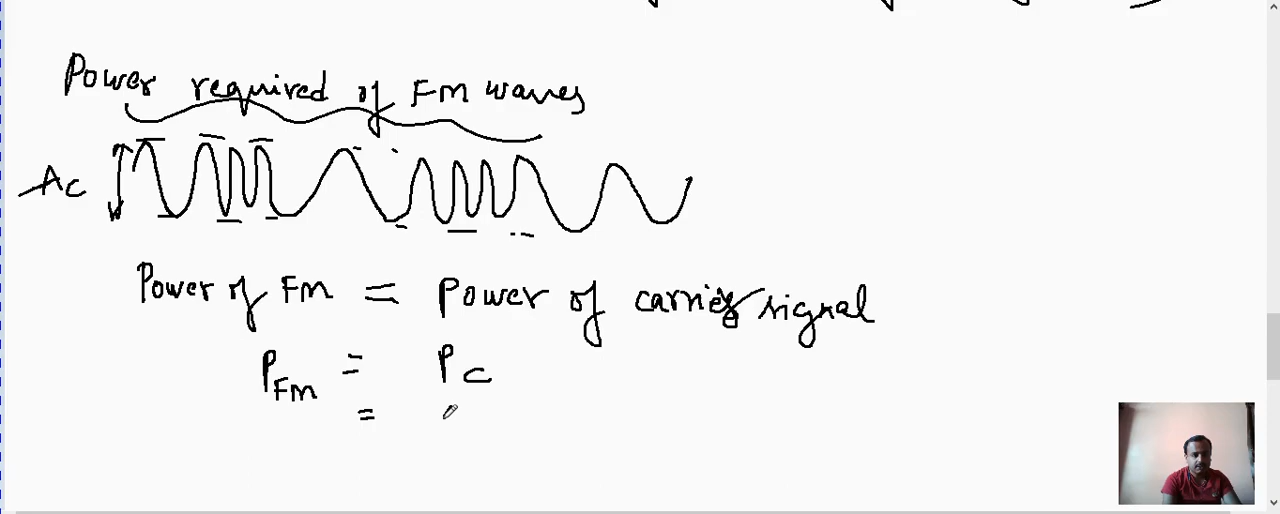 Power required of Fm waves
Ac
Power of Fm = Power of carrier signal
PFm = Pc
=